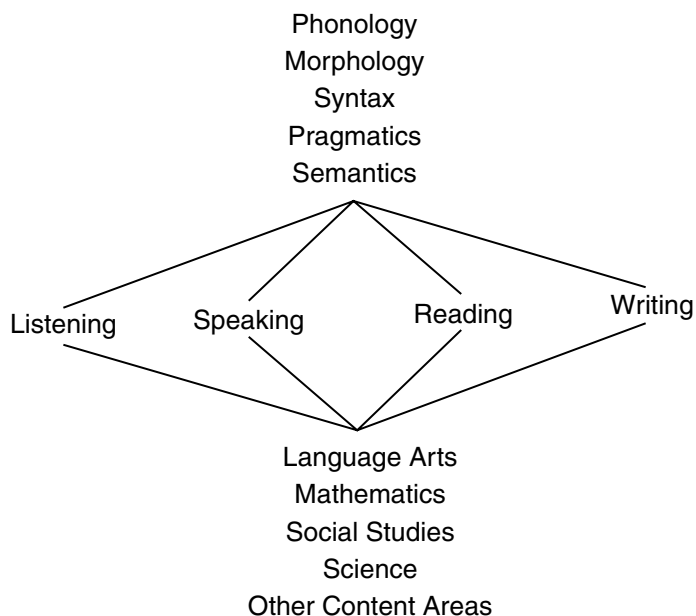 Phonology
Morphology
Syntax
Pragmatics
Semantics
Listening
Speaking
Reading
Writing
Language Arts
Mathematics
Social Studies
Science
Other Content Areas